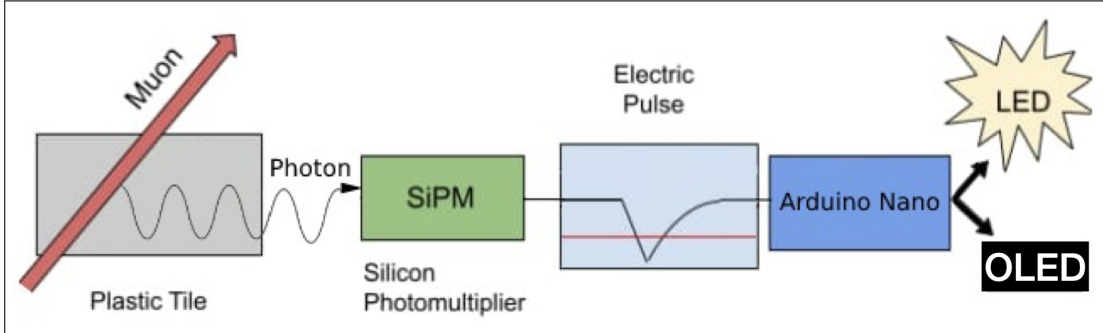 Muon
Photon
Plastic Tile
SiPM
Silicon
Photomultiplier
Electric
Pulse
Arduino Nano
LED
OLED